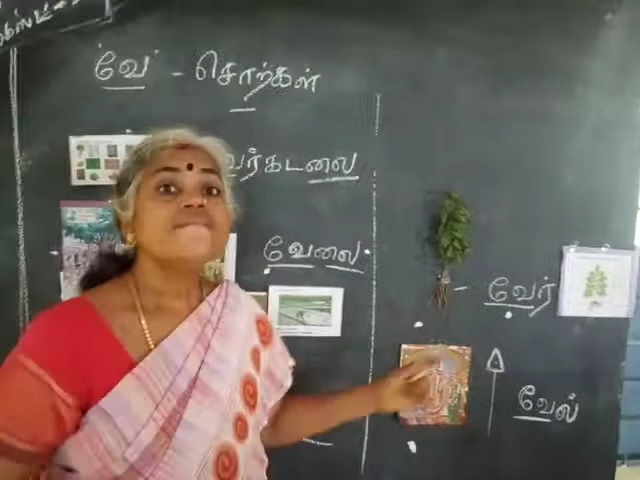 'வே' - சொற்கள்
வேர்கடலை
வேலை
- வேர்
வேல்